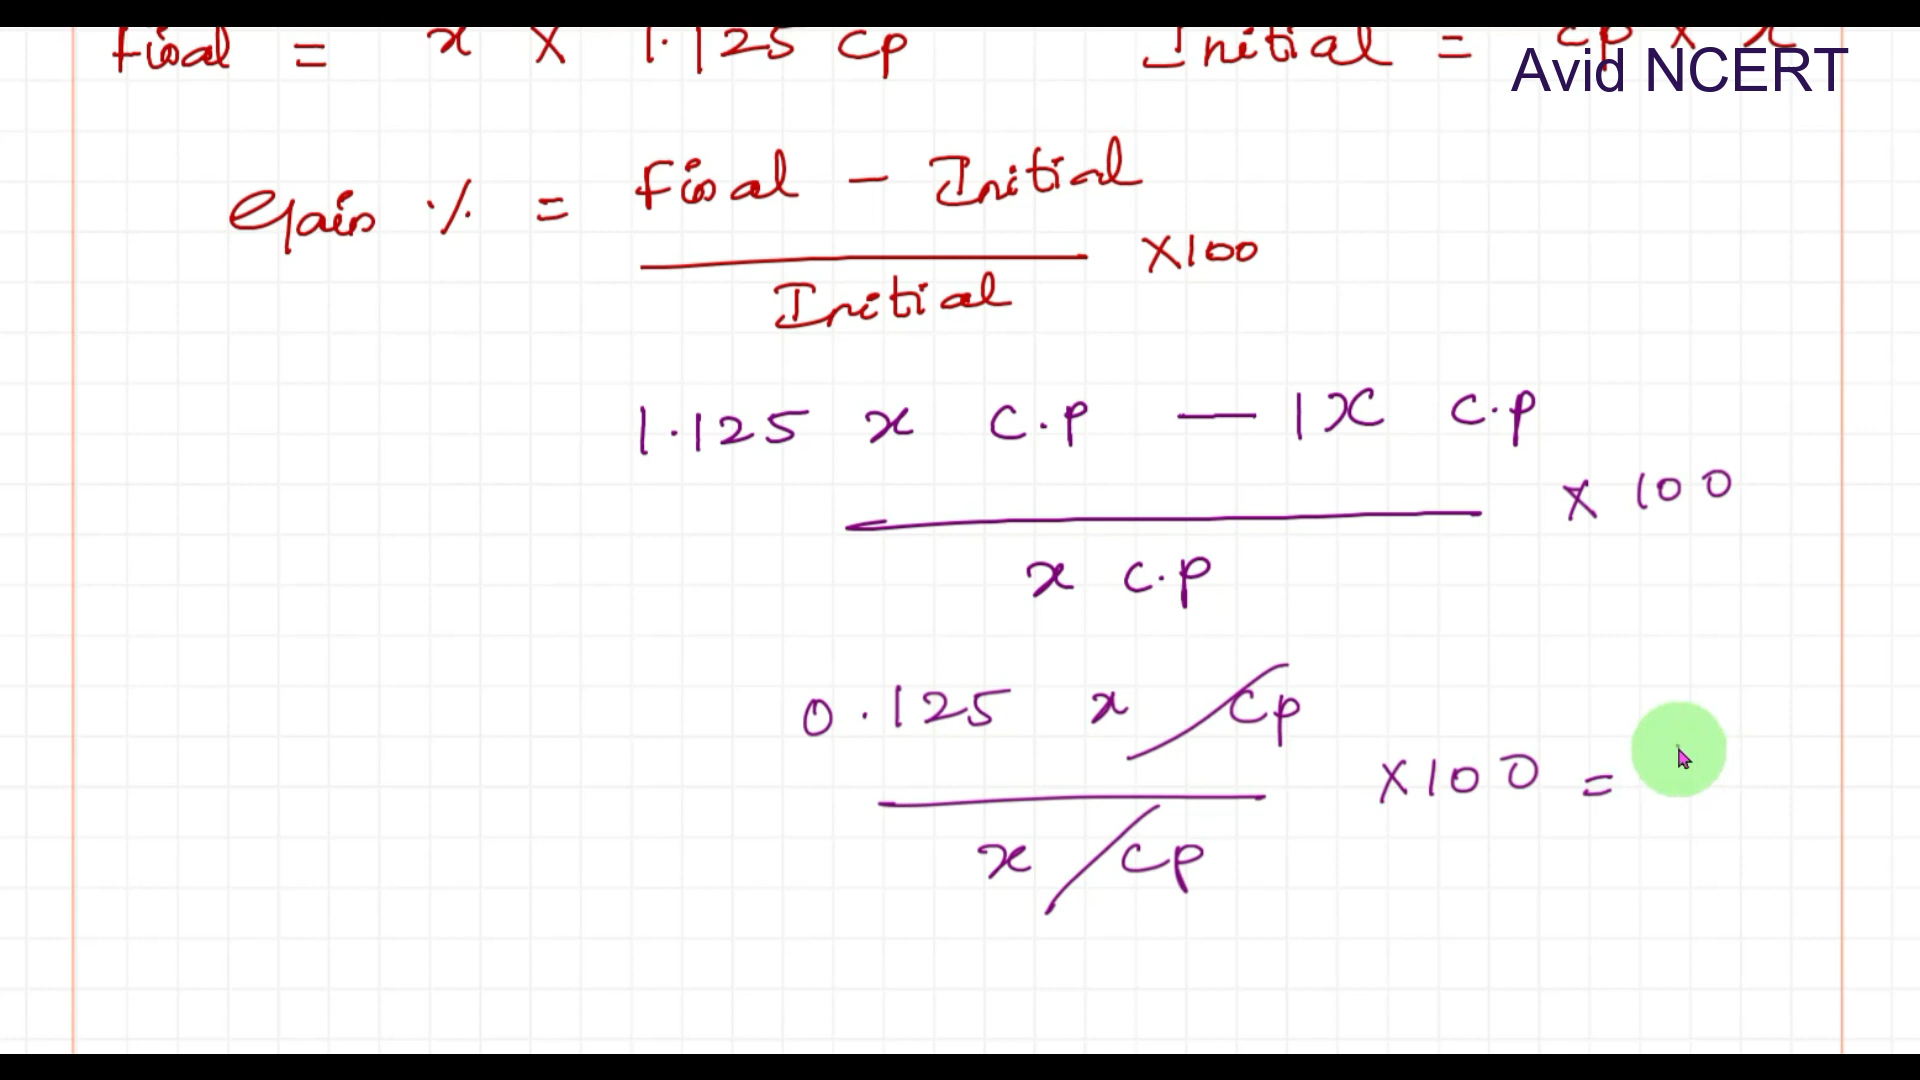 Final = x × 1.125 Cp Initial = Cp × x
Avid NCERT
Gain % = Final - Initial
Initial
×100
1.125 x C.P - 1x C.P
x C.P
× 100
0.125 x Cp
x Cp
×100 =